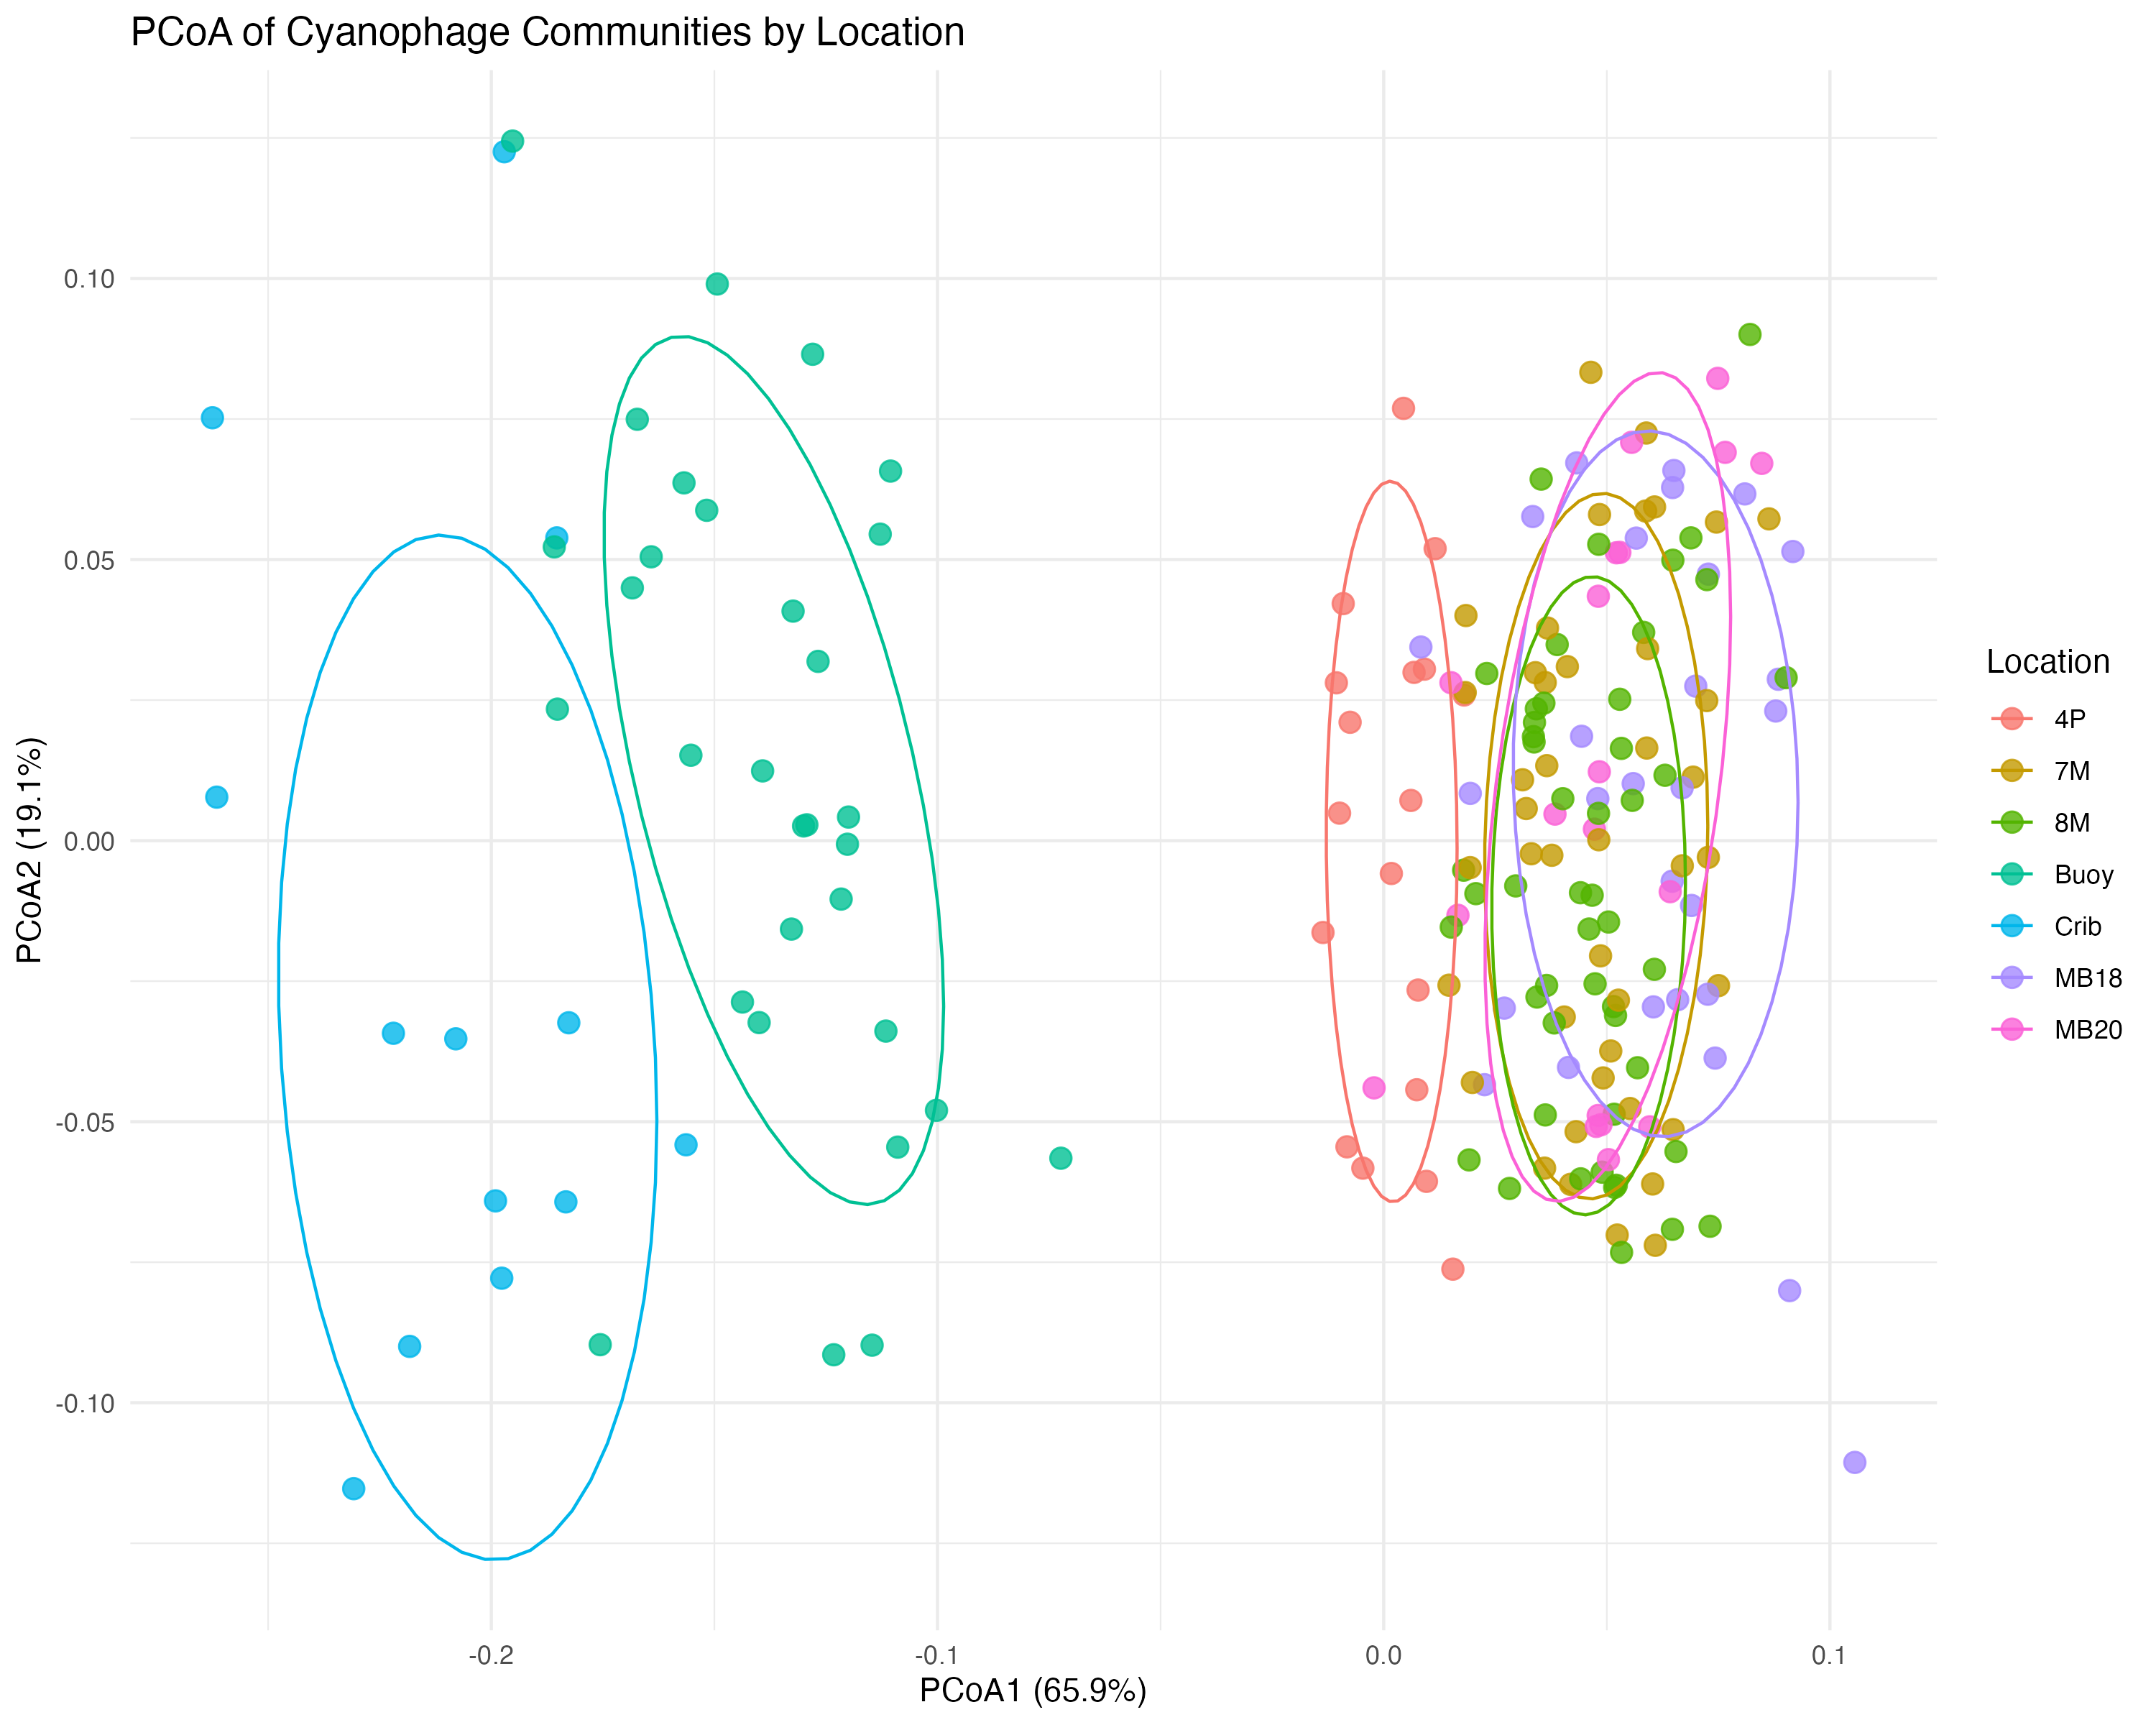 PCoA of Cyanophage Communities by Location
PCoA2 (19.1%)
0.10
0.05
0.00
-0.05
-0.10
-0.2
-0.1
0.0
0.1
PCoA1 (65.9%)
Location
4P
7M
8M
Buoy
Crib
MB18
MB20